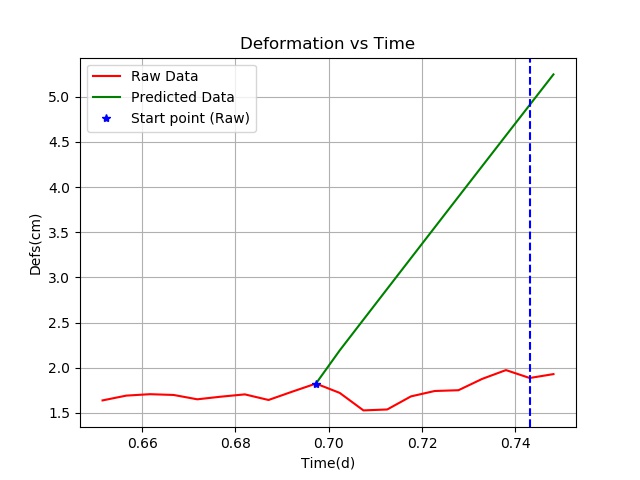 Deformation vs Time
Raw Data
Predicted Data
Start point (Raw)
5.0
4.5
4.0
3.5
3.0
2.5
2.0
1.5
Defs(cm)
0.66 0.68 0.70 0.72 0.74
Time(d)